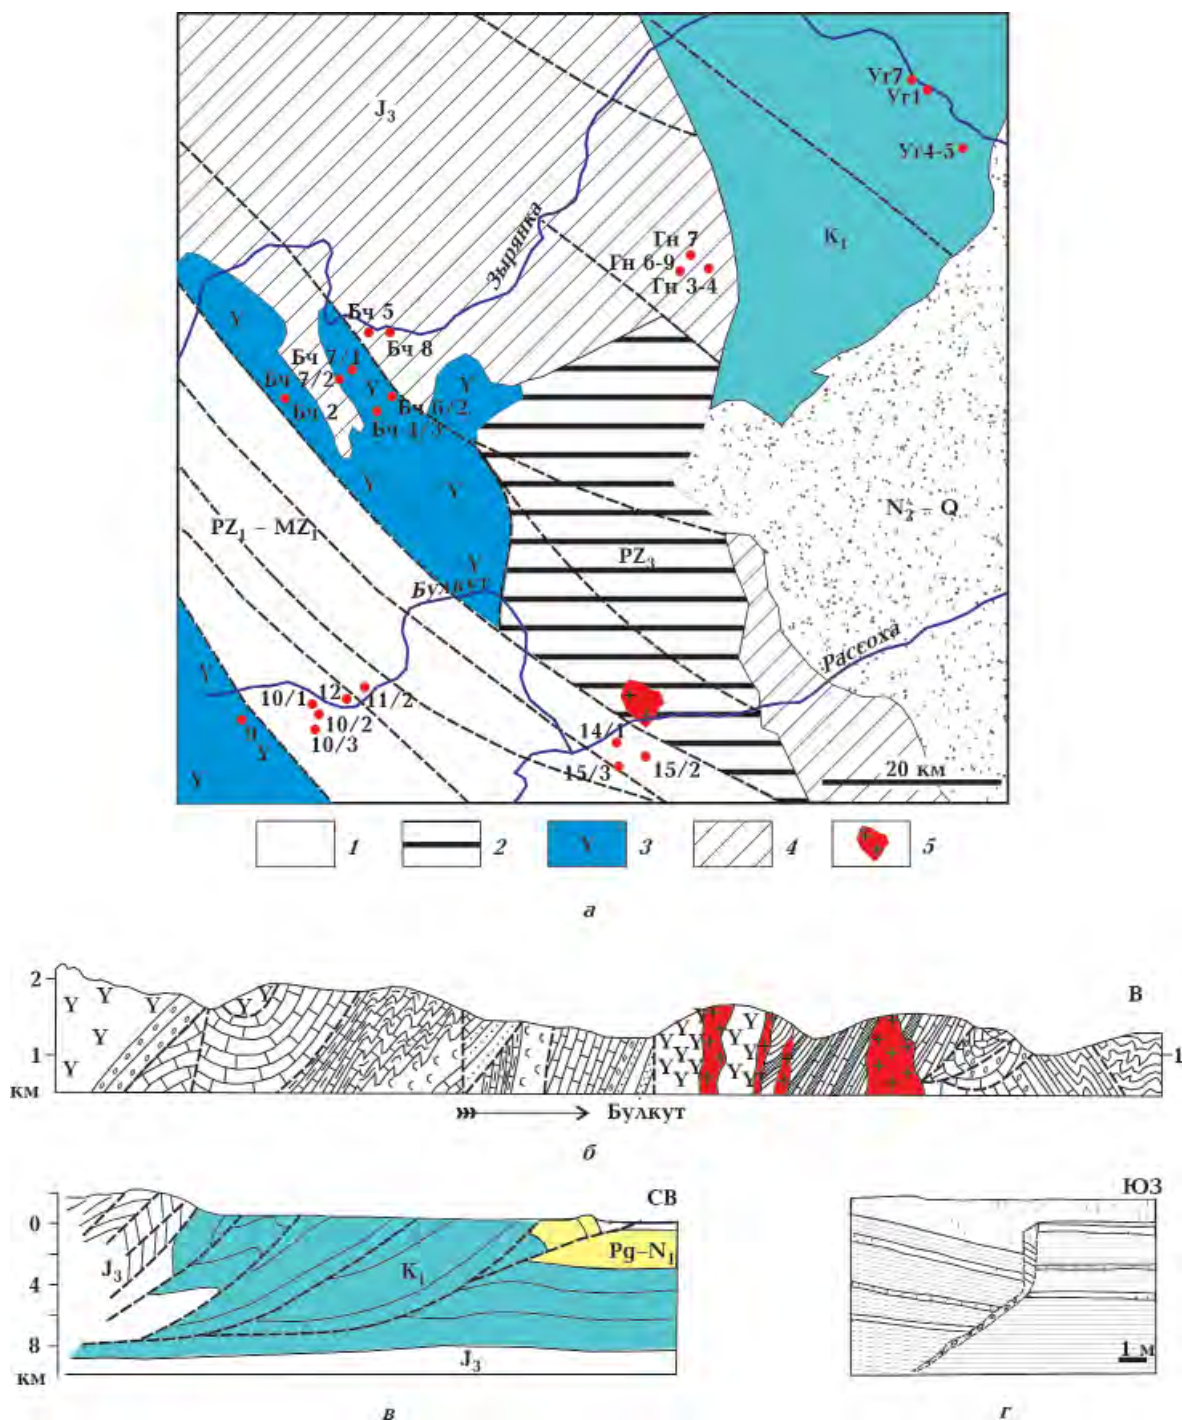 Уг7
Уг1
J3
Уг4-5
Зырянка
К1
Гн 7
Гн 6-9
Гн 3-4
Y
Бч 5
Бч 8
Бч 7/1
Y
Бч 7/2
Y
Бч 6/2
Бч 2
Бч 4/3
Y
Y
N2 – Q
PZ1 – MZ1
PZ3
Y
Булкут
Рассоха
Y
12
10/1
11/2
10/2
9
10/3
Y
14/1
15/2
15/3
Y
20 км
1
2
Y
3
4
5
а
2
В
Y Y Y Y Y
Y
Y
1
1
км
Булкут
б
СВ
ЮЗ
0
Pg–N1
J3
К1
4
8
J3
1 м
км
в
г